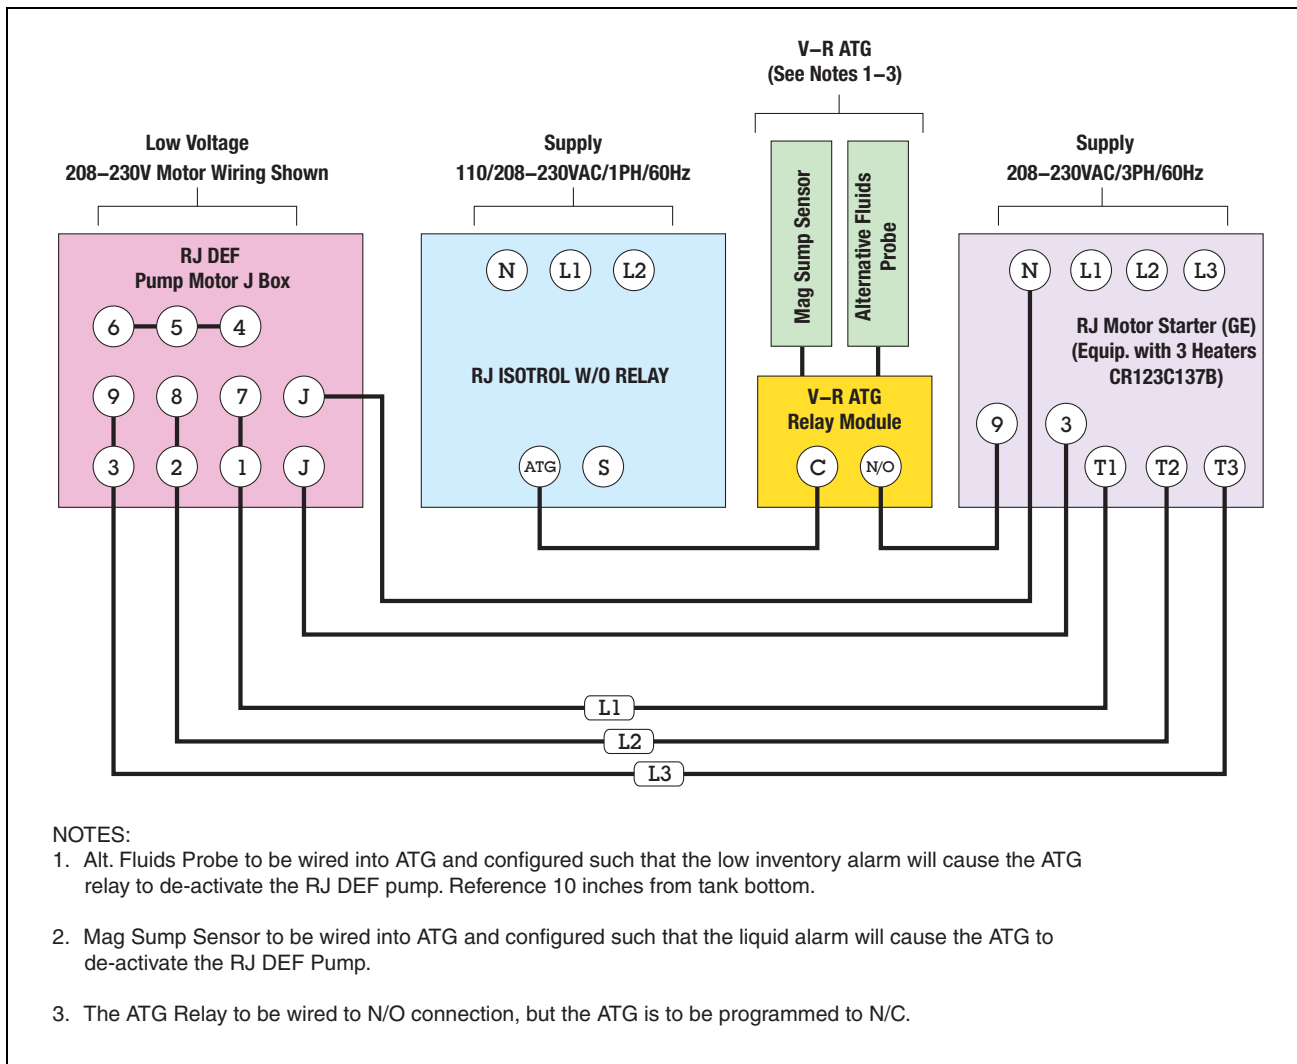 V–R ATG
(See Notes 1–3)
Low Voltage
208–230V Motor Wiring Shown
Supply
110/208–230VAC/1PH/60Hz
Supply
208–230VAC/3PH/60Hz
RJ DEF
Pump Motor J Box
6 5 4
9 8 7 J
3 2 1 J
N L1 L2
RJ ISOTROL W/O RELAY
ATG S
Mag Sump Sensor
Alternative Fluids
Probe
V–R ATG
Relay Module
C N/O
N L1 L2 L3
RJ Motor Starter (GE)
(Equip. with 3 Heaters
CR123C137B)
9 3
T1 T2 T3
L1
L2
L3
NOTES:
1. Alt. Fluids Probe to be wired into ATG and configured such that the low inventory alarm will cause the ATG
relay to de-activate the RJ DEF pump. Reference 10 inches from tank bottom.
2. Mag Sump Sensor to be wired into ATG and configured such that the liquid alarm will cause the ATG to
de-activate the RJ DEF Pump.
3. The ATG Relay to be wired to N/O connection, but the ATG is to be programmed to N/C.